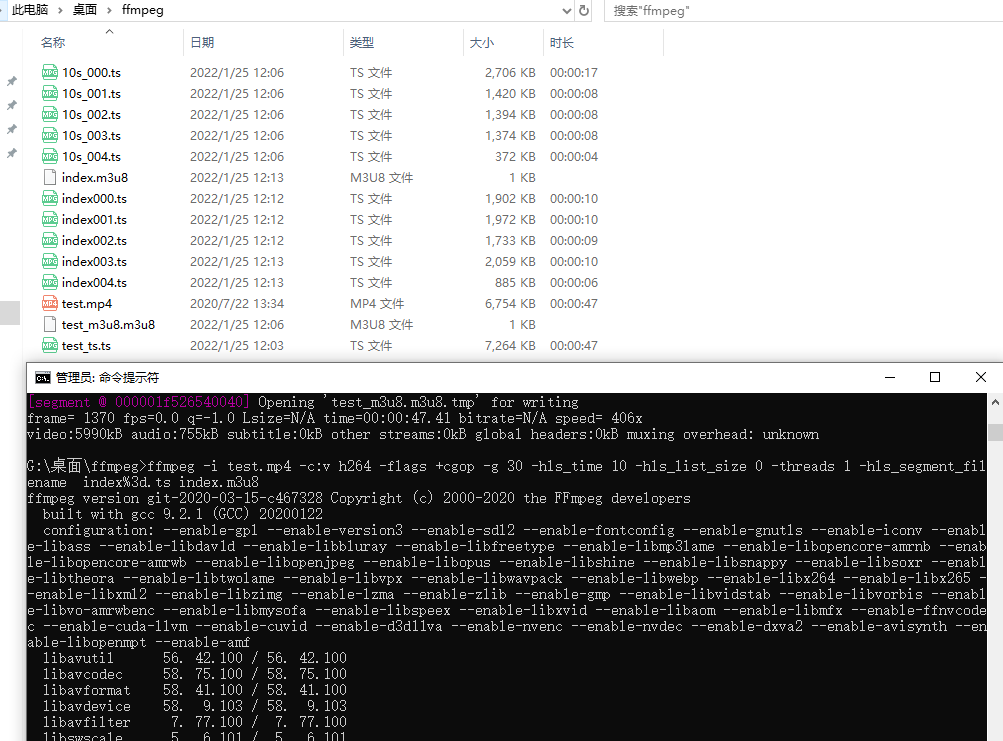 此电脑 > 桌面 > ffmpeg 搜索"ffmpeg"
名称 日期 类型 大小 时长
10s_000.ts 2022/1/25 12:06 TS 文件 2,706 KB 00:00:17
10s_001.ts 2022/1/25 12:06 TS 文件 1,420 KB 00:00:08
10s_002.ts 2022/1/25 12:06 TS 文件 1,394 KB 00:00:08
10s_003.ts 2022/1/25 12:06 TS 文件 1,374 KB 00:00:08
10s_004.ts 2022/1/25 12:06 TS 文件 372 KB 00:00:04
index.m3u8 2022/1/25 12:13 M3U8 文件 1 KB
index000.ts 2022/1/25 12:12 TS 文件 1,902 KB 00:00:10
index001.ts 2022/1/25 12:12 TS 文件 1,972 KB 00:00:10
index002.ts 2022/1/25 12:12 TS 文件 1,733 KB 00:00:09
index003.ts 2022/1/25 12:13 TS 文件 2,059 KB 00:00:10
index004.ts 2022/1/25 12:13 TS 文件 885 KB 00:00:06
test.mp4 2020/7/22 13:34 MP4 文件 6,754 KB 00:00:47
test_m3u8.m3u8 2022/1/25 12:06 M3U8 文件 1 KB
test_ts.ts 2022/1/25 12:03 TS 文件 7,264 KB 00:00:47
管理员: 命令提示符
[segment @ 000001f526540040] Opening 'test_m3u8.m3u8.tmp' for writing
frame= 1370 fps=0.0 q=-1.0 Lsize=N/A time=00:00:47.41 bitrate=N/A speed= 406x
video:5990kB audio:755kB subtitle:0kB other streams:0kB global headers:0kB muxing overhead: unknown
G:\桌面\ffmpeg>ffmpeg -i test.mp4 -c:v h264 -flags +cgop -g 30 -hls_time 10 -hls_list_size 0 -threads 1 -hls_segment_fil
ename  index%3d.ts index.m3u8
ffmpeg version git-2020-03-15-c467328 Copyright (c) 2000-2020 the FFmpeg developers
built with gcc 9.2.1 (GCC) 20200122
configuration: --enable-gpl --enable-version3 --enable-sdl2 --enable-fontconfig --enable-gnutls --enable-iconv --enabl
e-libass --enable-libdav1d --enable-libbluray --enable-libfreetype --enable-libmp3lame --enable-libopencore-amrnb --enab
le-libopencore-amrwb --enable-libopenjpeg --enable-libopus --enable-libshine --enable-libsnappy --enable-libsoxr --enabl
e-libtheora --enable-libtwolame --enable-libvpx --enable-libwavpack --enable-libwebp --enable-libx264 --enable-libx265 -
-enable-libxml2 --enable-libzimg --enable-lzma --enable-zlib --enable-gmp --enable-libvidstab --enable-libvorbis --enabl
e-libvo-amrwbenc --enable-libmysofa --enable-libspeex --enable-libxvid --enable-libaom --enable-libmfx --enable-ffnvcode
c --enable-cuda-llvm --enable-cuvid --enable-d3d11va --enable-nvenc --enable-nvdec --enable-dxva2 --enable-avisynth --en
able-libopenmpt --enable-amf
libavutil 56. 42.100 / 56. 42.100
libavcodec 58. 75.100 / 58. 75.100
libavformat 58. 41.100 / 58. 41.100
libavdevice 58. 9.103 / 58. 9.103
libavfilter 7. 77.100 / 7. 77.100
libswscale 5. 6.101 / 5. 6.101